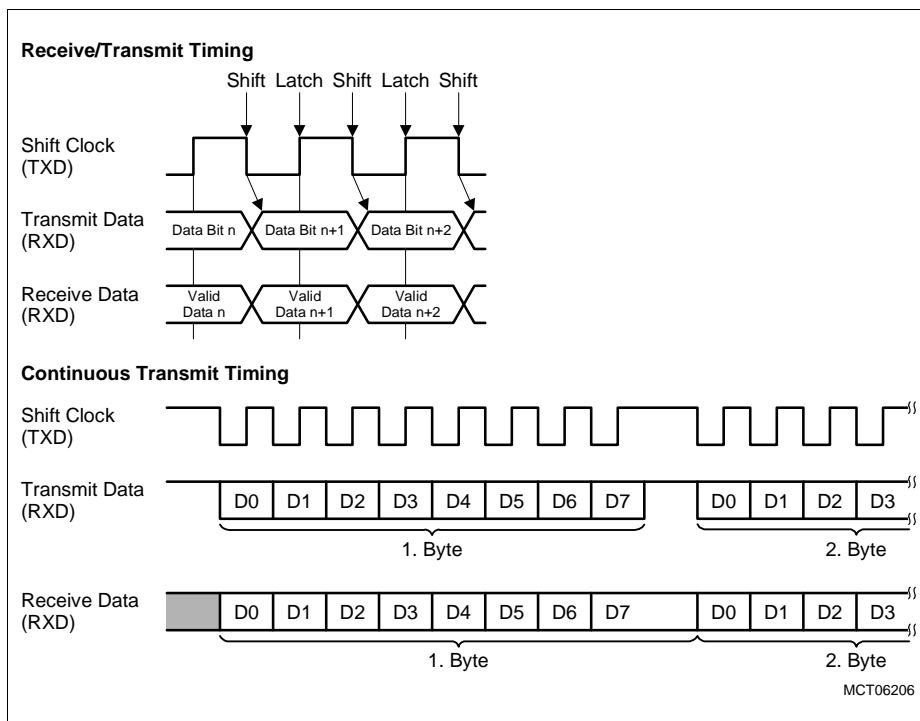 Receive/Transmit Timing
Shift Latch Shift Latch Shift
Shift Clock
(TXD)
Transmit Data
(RXD)
Data Bit n Data Bit n+1 Data Bit n+2
Receive Data
(RXD)
Valid Data n Valid Data n+1 Valid Data n+2
Continuous Transmit Timing
Shift Clock
(TXD)
Transmit Data
(RXD)
D0 D1 D2 D3 D4 D5 D6 D7 D0 D1 D2 D3
1. Byte 2. Byte
Receive Data
(RXD)
D0 D1 D2 D3 D4 D5 D6 D7 D0 D1 D2 D3
1. Byte 2. Byte
MCT06206